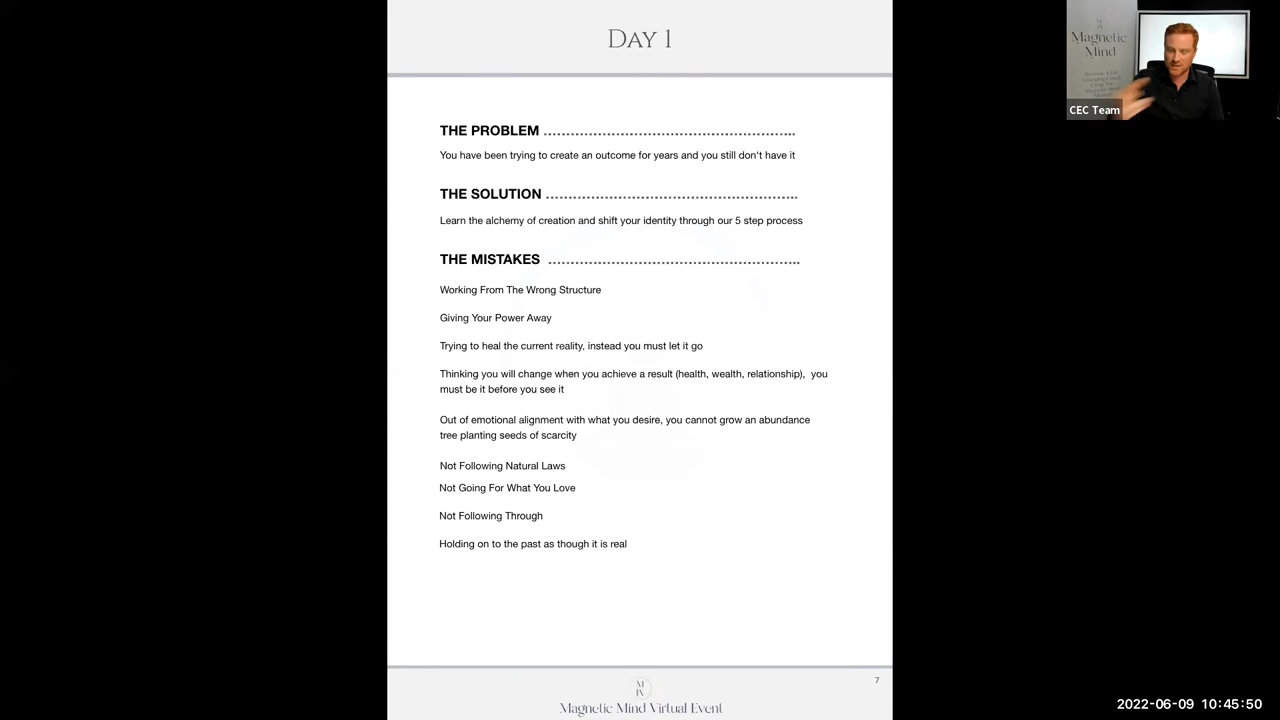 DAY 1
THE PROBLEM ........................................................
You have been trying to create an outcome for years and you still don't have it
THE SOLUTION ........................................................
Learn the alchemy of creation and shift your identity through our 5 step process
THE MISTAKES ........................................................
Working From The Wrong Structure
Giving Your Power Away
Trying to heal the current reality, instead you must let it go
Thinking you will change when you achieve a result (health, wealth, relationship),  you
must be it before you see it
Out of emotional alignment with what you desire, you cannot grow an abundance
tree planting seeds of scarcity
Not Following Natural Laws
Not Going For What You Love
Not Following Through
Holding on to the past as though it is real
7
Magnetic Mind Virtual Event
Magnetic
Mind
CEC Team
2022-06-09 10:45:50